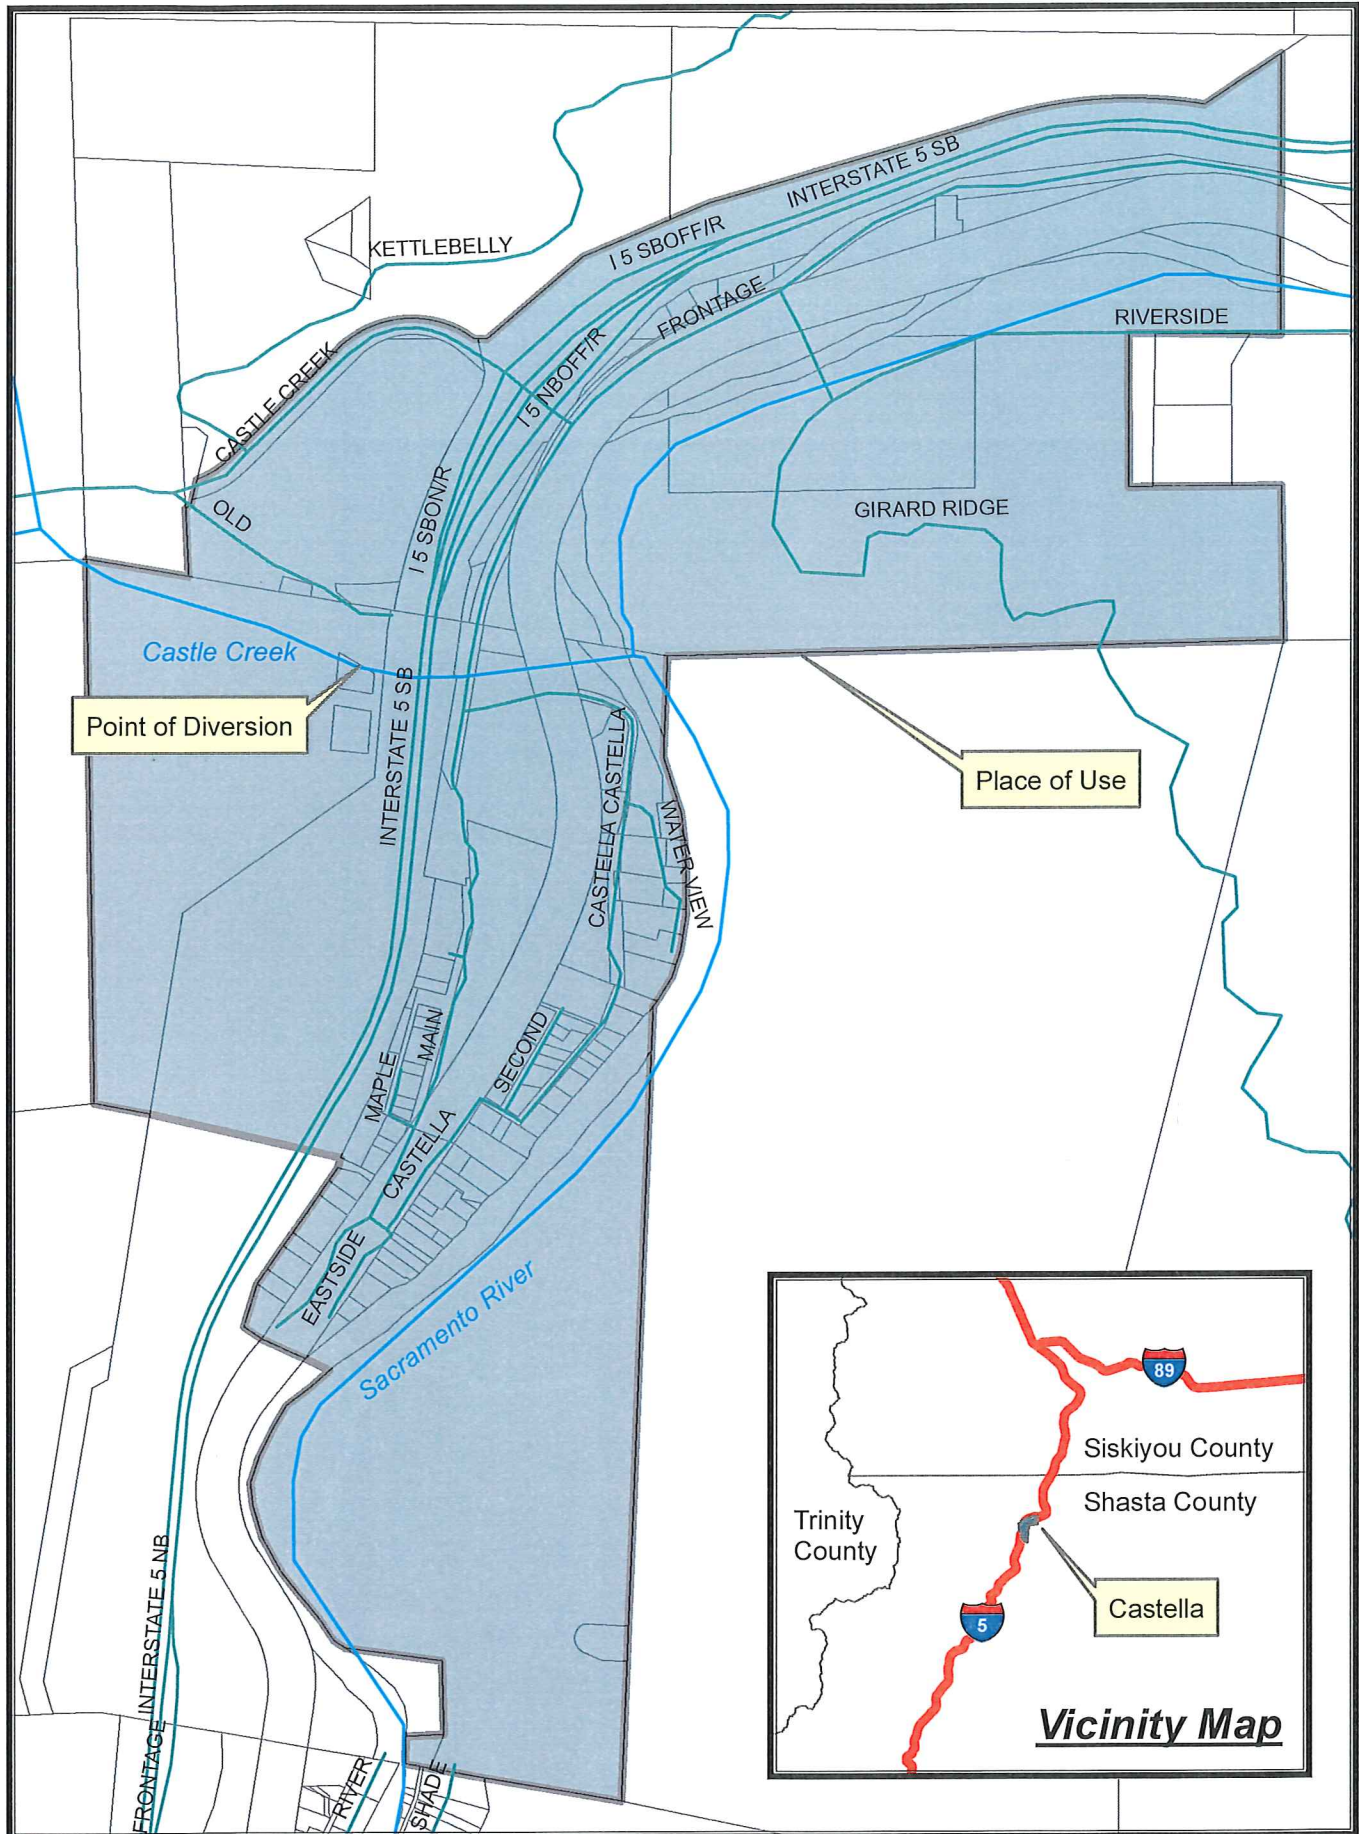 INTERSTATE 5 SB
I 5 SBOFF/R
KETTLEBELLY
FRONTAGE
RIVERSIDE
I 5 NBOFF/R
CASTLE CREEK
I 5 SBON/R
OLD
GIRARD RIDGE
Castle Creek
Point of Diversion
INTERSTATE 5 SB
Place of Use
CASTELLA CASTELLA
WATER VIEW
MAIN
SECOND
MAPLE
CASTELLA
EASTSIDE
Sacramento River
89
Siskiyou County
Shasta County
Trinity
County
Castella
5
Vicinity Map
FRONTAGE INTERSTATE 5 NB
RIVER
SHADE